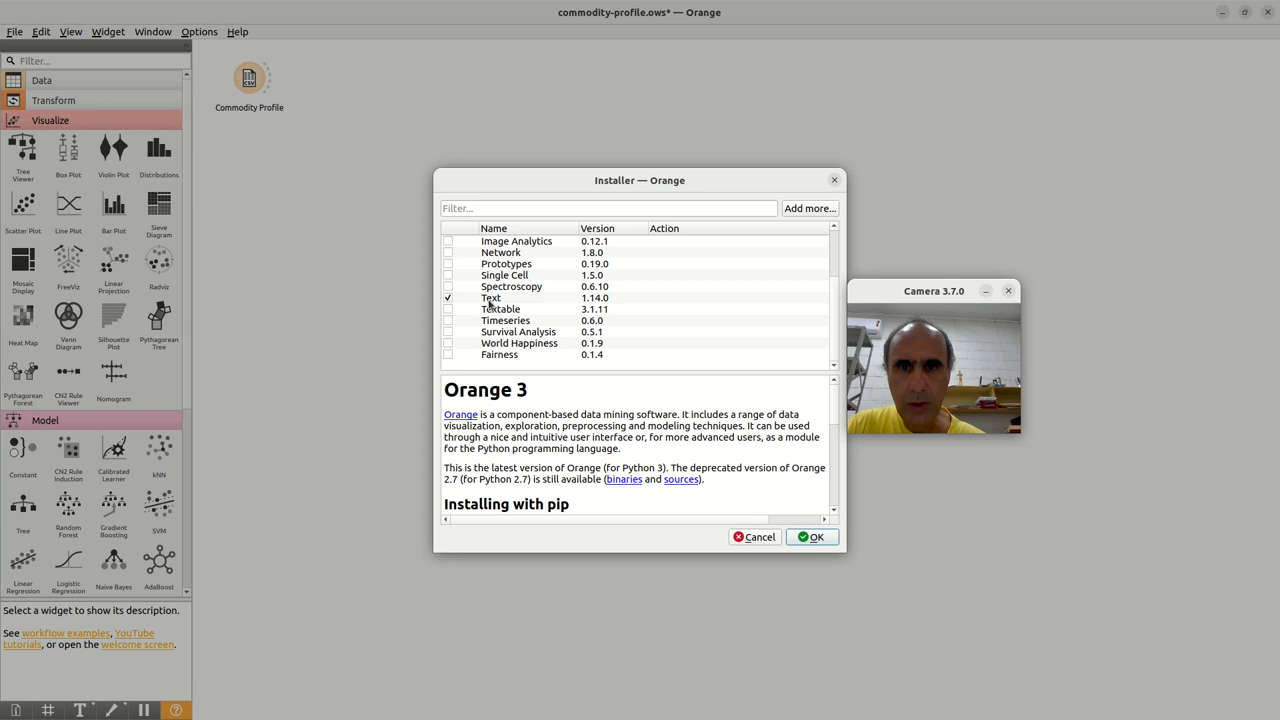 commodity-profile.ows* — Orange
File Edit View Widget Window Options Help
Filter...
Data
Transform
Visualize
Tree Viewer
Box Plot
Violin Plot
Distributions
Scatter Plot
Line Plot
Bar Plot
Sieve Diagram
Mosaic Display
FreeViz
Linear Projection
Radviz
Heat Map
Venn Diagram
Silhouette Plot
Pythagorean Tree
Pythagorean Forest
CN2 Rule Viewer
Nomogram
Model
Constant
CN2 Rule Induction
Calibrated Learner
kNN
Tree
Random Forest
Gradient Boosting
SVM
Linear Regression
Logistic Regression
Naive Bayes
AdaBoost
Select a widget to show its description.
See workflow examples, YouTube
tutorials, or open the welcome screen.
CSV
Commodity Profile
Installer — Orange
Filter...
Add more...
Name Version Action
Image Analytics 0.12.1
Network 1.8.0
Prototypes 0.19.0
Single Cell 1.5.0
Spectroscopy 0.6.10
Text 1.14.0
Textable 3.1.11
Timeseries 0.6.0
Survival Analysis 0.5.1
World Happiness 0.1.9
Fairness 0.1.4
Orange 3
Orange is a component-based data mining software. It includes a range of data
visualization, exploration, preprocessing and modeling techniques. It can be used
through a nice and intuitive user interface or, for more advanced users, as a module
for the Python programming language.
This is the latest version of Orange (for Python 3). The deprecated version of Orange
2.7 (for Python 2.7) is still available (binaries and sources).
Installing with pip
Cancel
OK
Camera 3.7.0